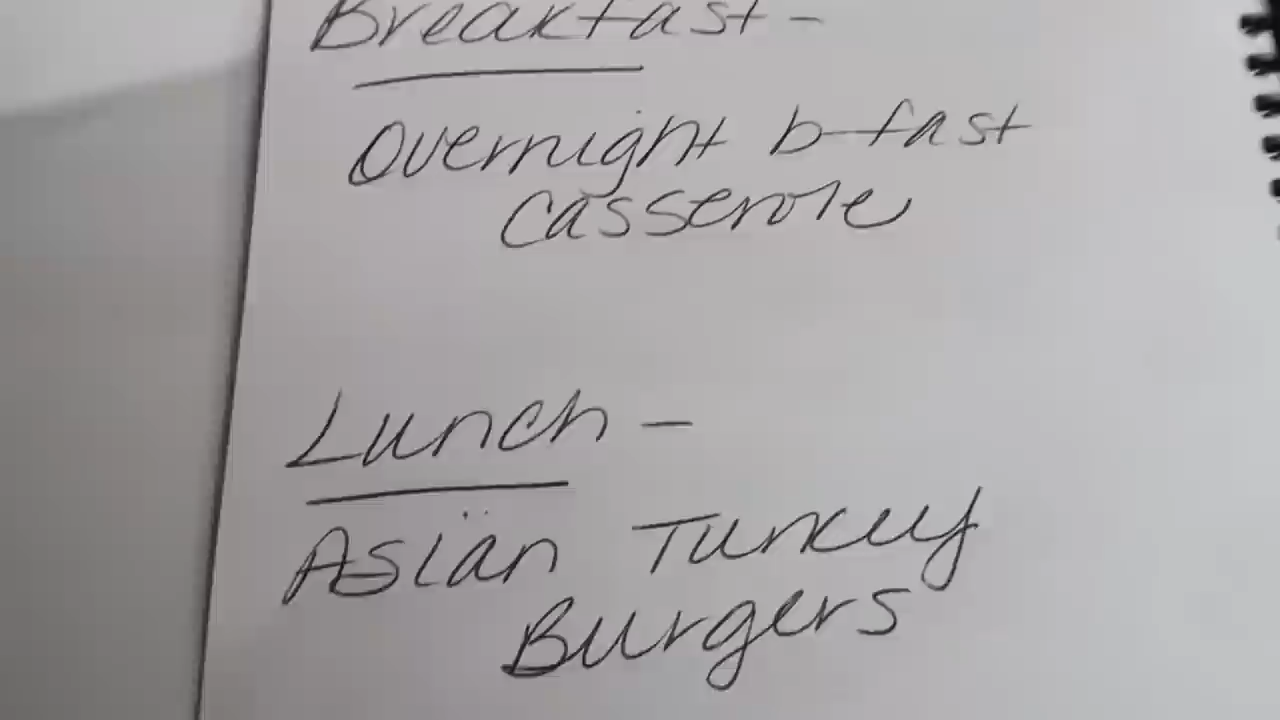 Breakfast -
Overnight b-fast
casserole
Lunch -
Asian Turkey
Burgers